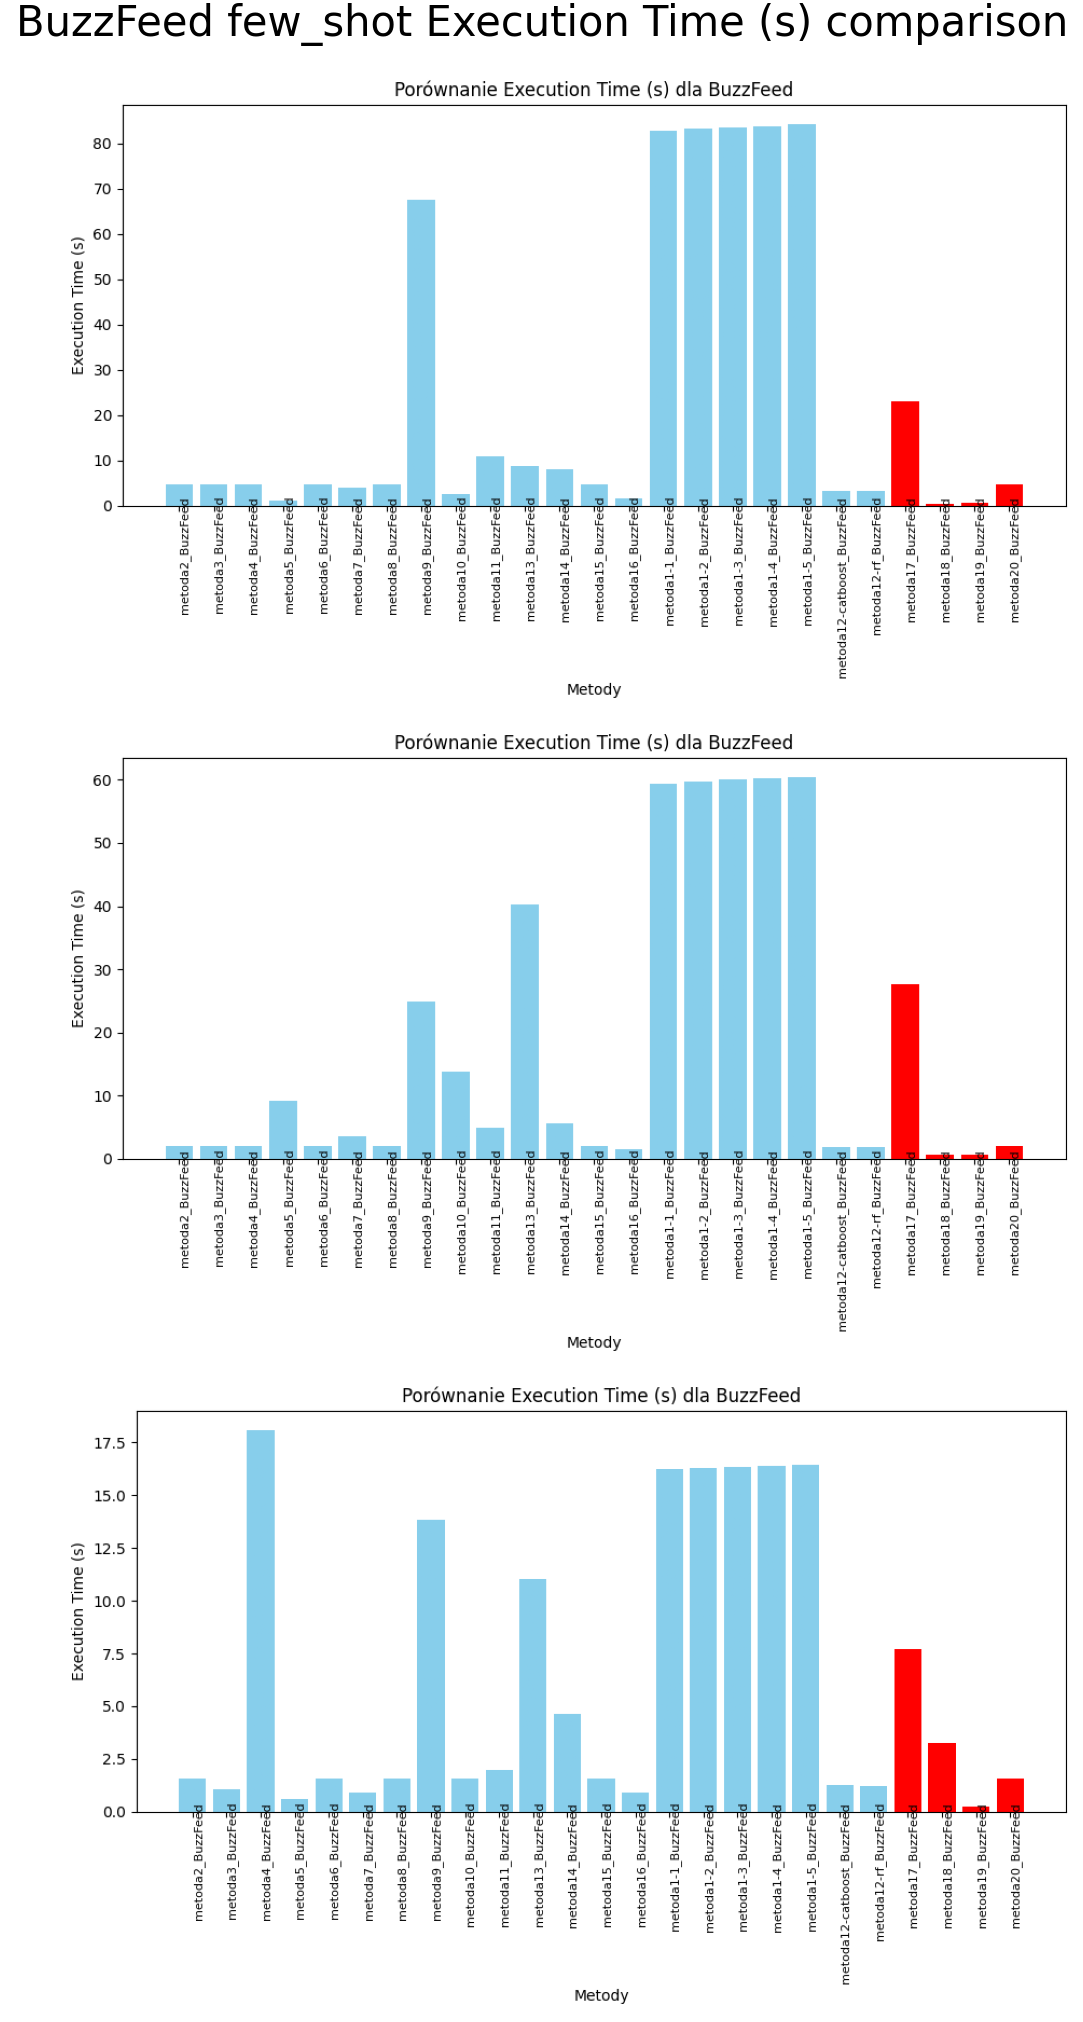 BuzzFeed few_shot Execution Time (s) comparison
Porównanie Execution Time (s) dla BuzzFeed
Execution Time (s)
80
70
60
50
40
30
20
10
0
metoda2_BuzzFeed
metoda3_BuzzFeed
metoda4_BuzzFeed
metoda5_BuzzFeed
metoda6_BuzzFeed
metoda7_BuzzFeed
metoda8_BuzzFeed
metoda9_BuzzFeed
metoda10_BuzzFeed
metoda11_BuzzFeed
metoda13_BuzzFeed
metoda14_BuzzFeed
metoda15_BuzzFeed
metoda16_BuzzFeed
metoda1-1_BuzzFeed
metoda1-2_BuzzFeed
metoda1-3_BuzzFeed
metoda1-4_BuzzFeed
metoda1-5_BuzzFeed
metoda12-catboost_BuzzFeed
metoda12-rf_BuzzFeed
metoda17_BuzzFeed
metoda18_BuzzFeed
metoda19_BuzzFeed
metoda20_BuzzFeed
Metody
Porównanie Execution Time (s) dla BuzzFeed
Execution Time (s)
60
50
40
30
20
10
0
metoda2_BuzzFeed
metoda3_BuzzFeed
metoda4_BuzzFeed
metoda5_BuzzFeed
metoda6_BuzzFeed
metoda7_BuzzFeed
metoda8_BuzzFeed
metoda9_BuzzFeed
metoda10_BuzzFeed
metoda11_BuzzFeed
metoda13_BuzzFeed
metoda14_BuzzFeed
metoda15_BuzzFeed
metoda16_BuzzFeed
metoda1-1_BuzzFeed
metoda1-2_BuzzFeed
metoda1-3_BuzzFeed
metoda1-4_BuzzFeed
metoda1-5_BuzzFeed
metoda12-catboost_BuzzFeed
metoda12-rf_BuzzFeed
metoda17_BuzzFeed
metoda18_BuzzFeed
metoda19_BuzzFeed
metoda20_BuzzFeed
Metody
Porównanie Execution Time (s) dla BuzzFeed
Execution Time (s)
17.5
15.0
12.5
10.0
7.5
5.0
2.5
0.0
metoda2_BuzzFeed
metoda3_BuzzFeed
metoda4_BuzzFeed
metoda5_BuzzFeed
metoda6_BuzzFeed
metoda7_BuzzFeed
metoda8_BuzzFeed
metoda9_BuzzFeed
metoda10_BuzzFeed
metoda11_BuzzFeed
metoda13_BuzzFeed
metoda14_BuzzFeed
metoda15_BuzzFeed
metoda16_BuzzFeed
metoda1-1_BuzzFeed
metoda1-2_BuzzFeed
metoda1-3_BuzzFeed
metoda1-4_BuzzFeed
metoda1-5_BuzzFeed
metoda12-catboost_BuzzFeed
metoda12-rf_BuzzFeed
metoda17_BuzzFeed
metoda18_BuzzFeed
metoda19_BuzzFeed
metoda20_BuzzFeed
Metody